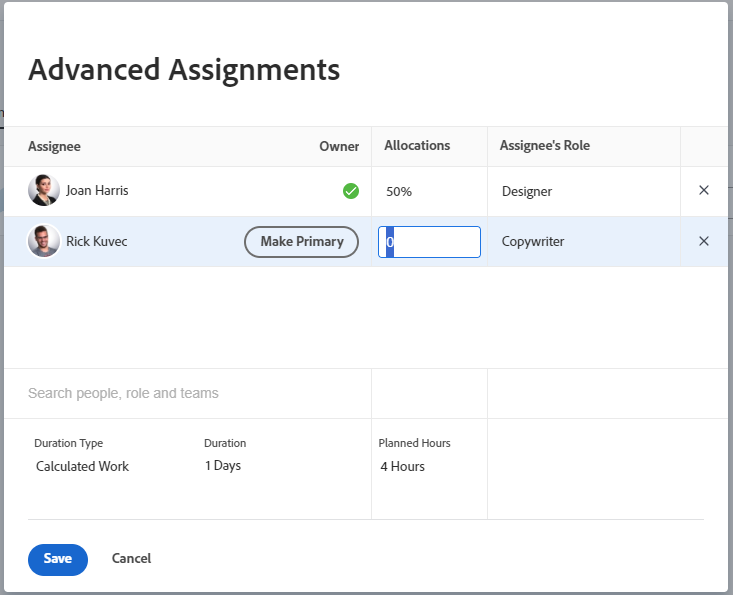 Advanced Assignments
Assignee Owner Allocations Assignee's Role
Joan Harris 50% Designer
Rick Kuvec Make Primary 0 Copywriter
Search people, role and teams
Duration Type Duration Planned Hours
Calculated Work 1 Days 4 Hours
Save Cancel